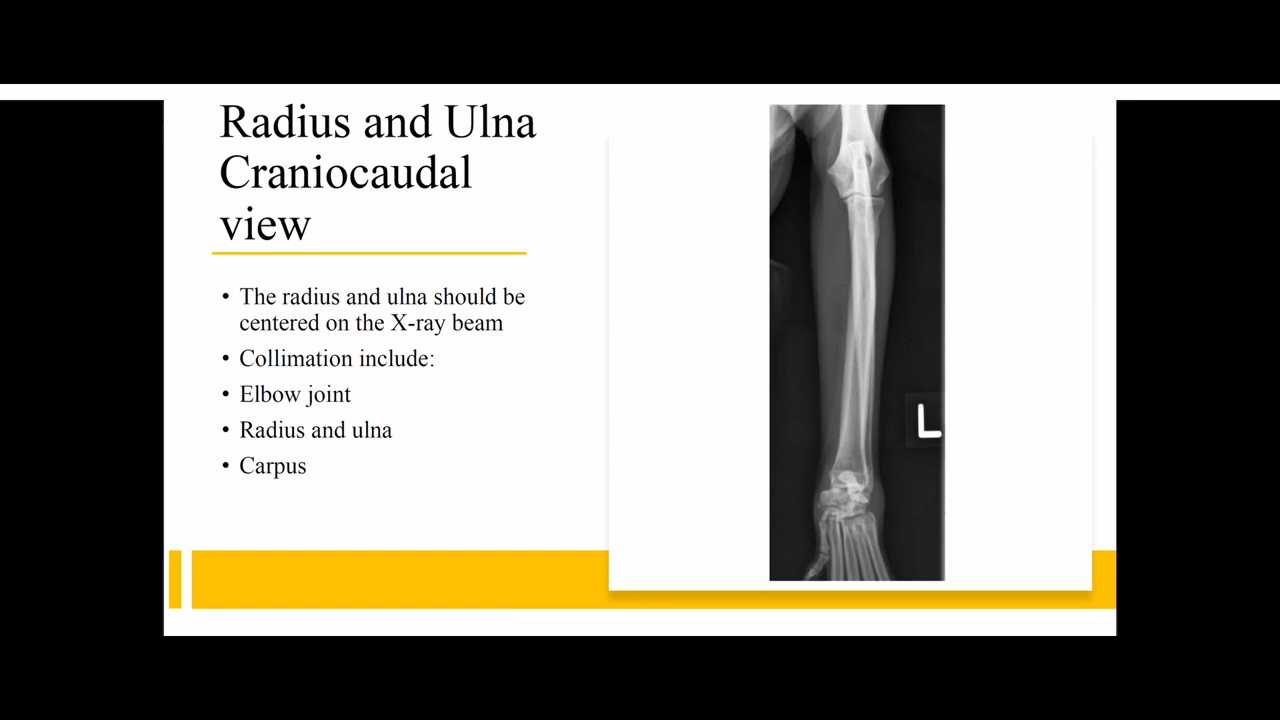 Radius and Ulna
Craniocaudal
view
• The radius and ulna should be
centered on the X-ray beam
• Collimation include:
• Elbow joint
• Radius and ulna
• Carpus
L